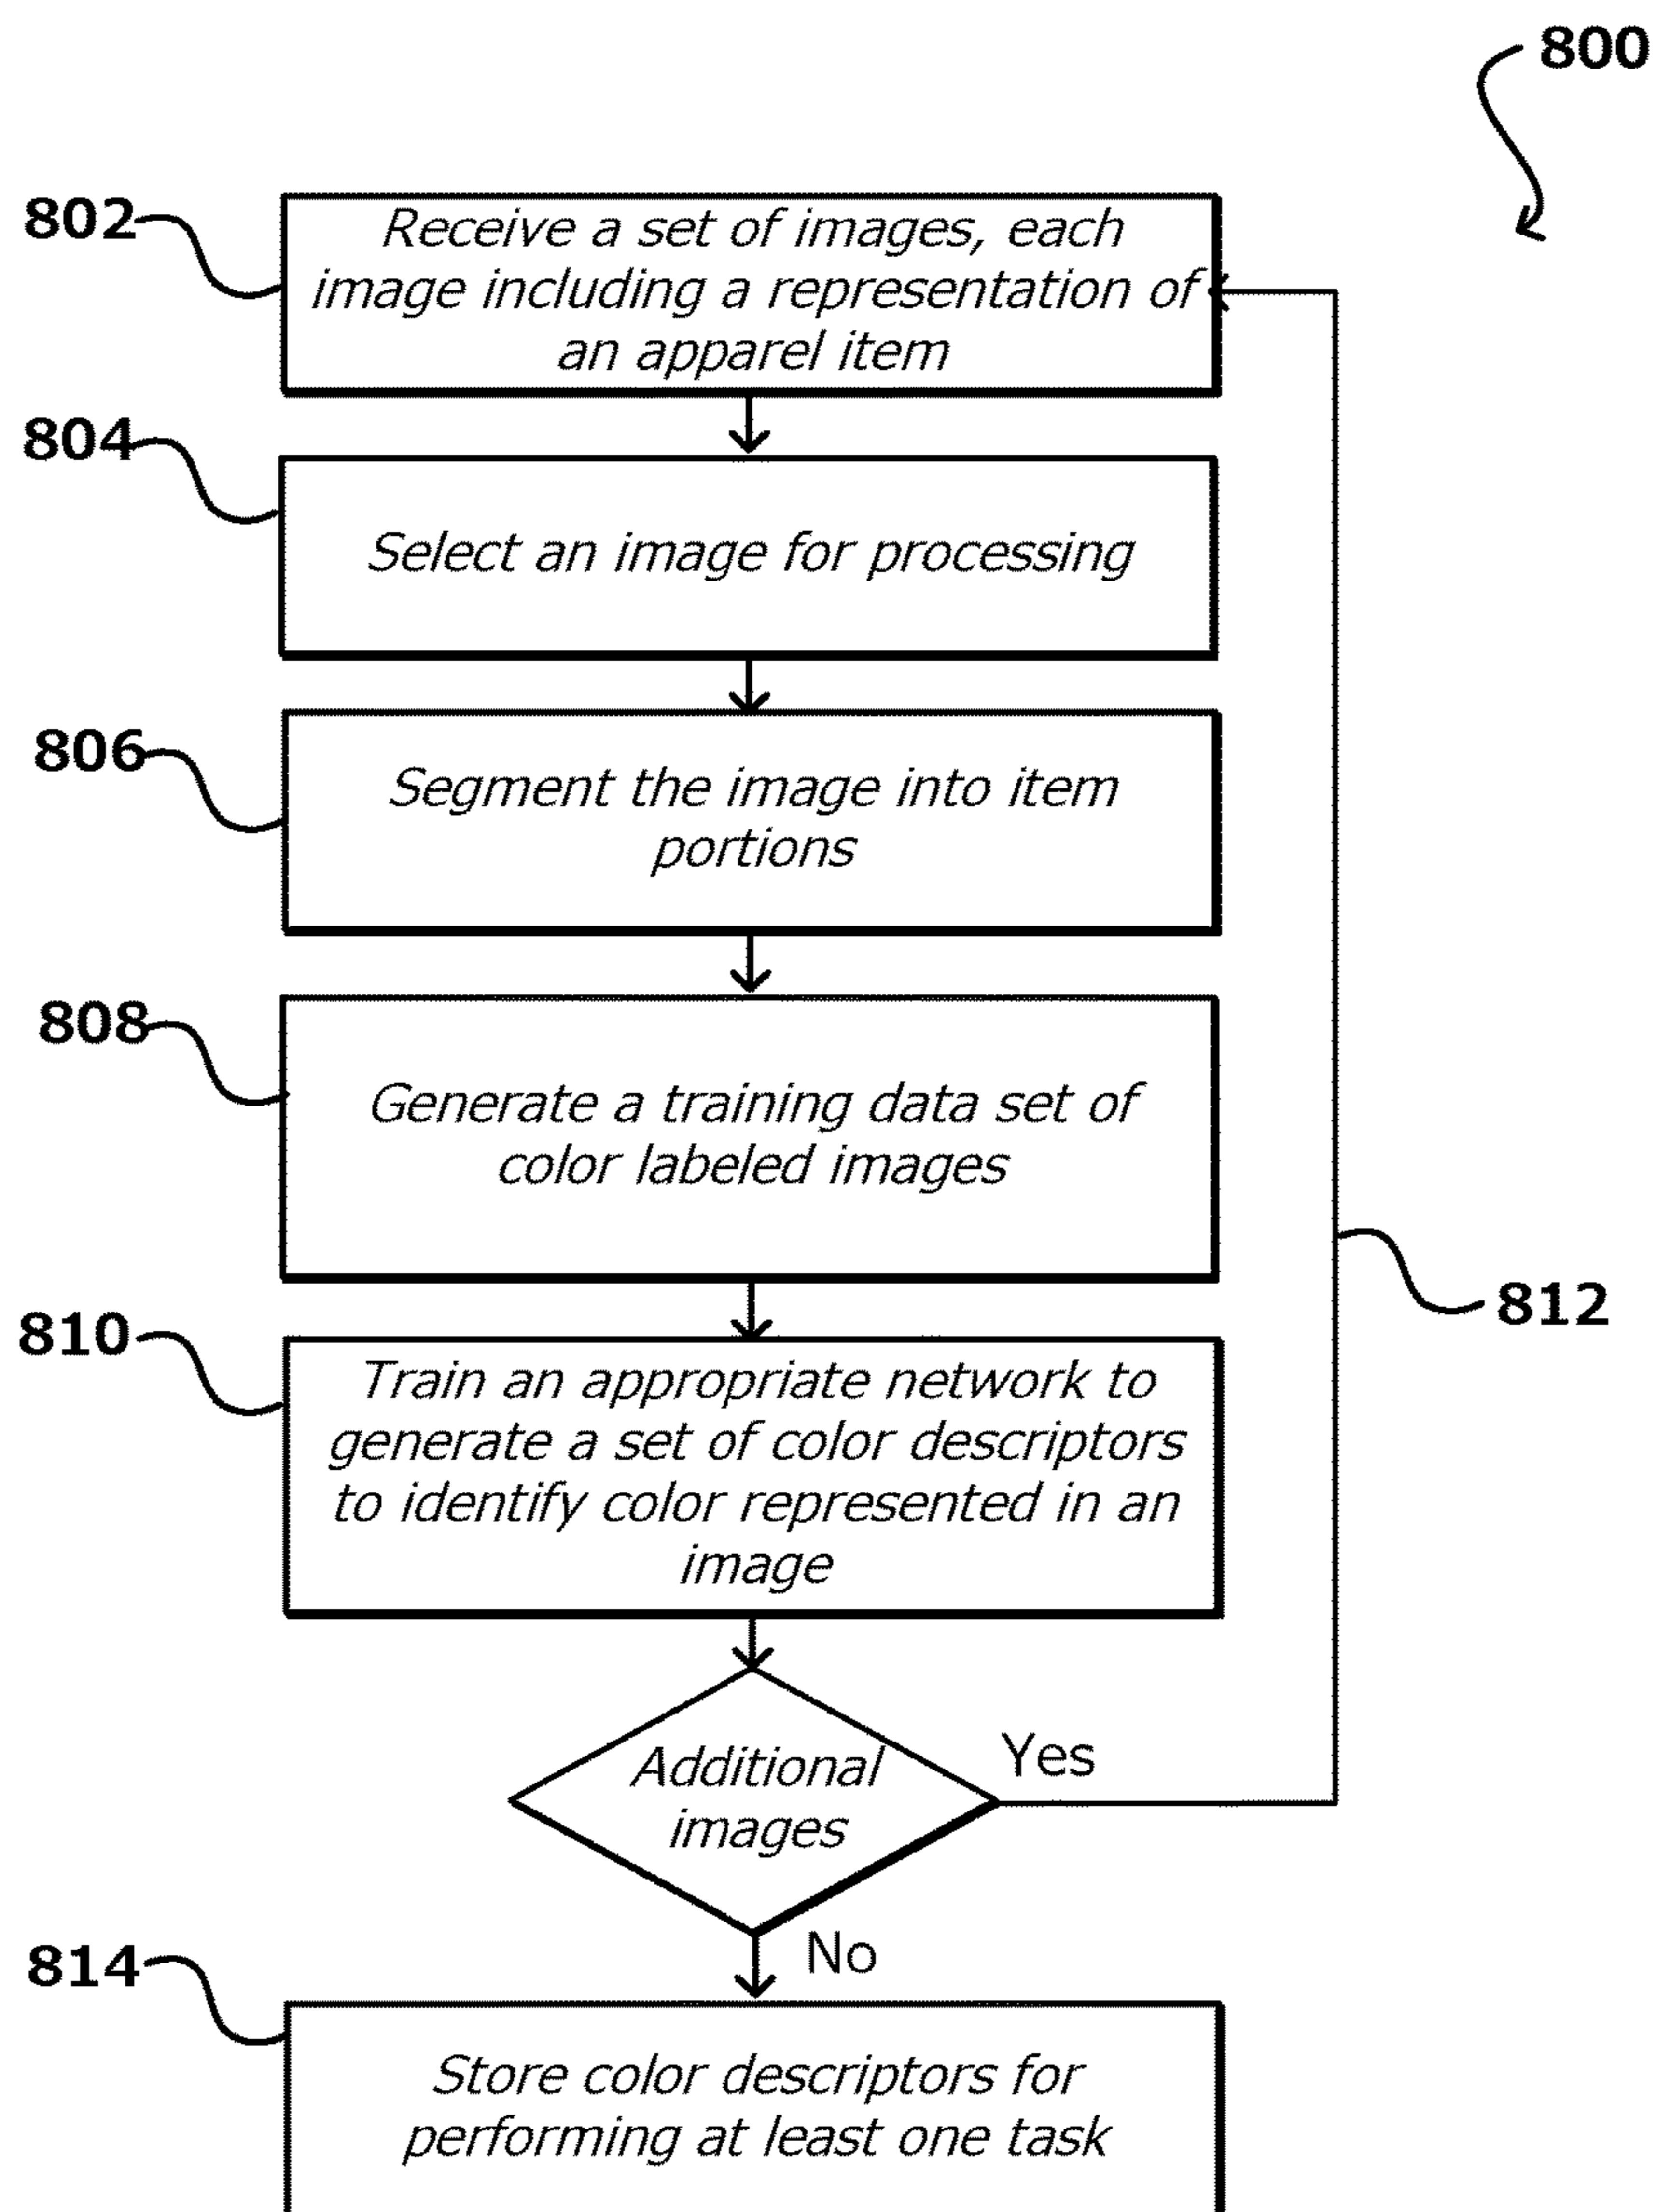 800
802
Receive a set of images, each
image including a representation of
an apparel item
804
Select an image for processing
806
Segment the image into item
portions
808
Generate a training data set of
color labeled images
810
Train an appropriate network to
generate a set of color descriptors
to identify color represented in an
image
812
Additional
images
Yes
No
814
Store color descriptors for
performing at least one task